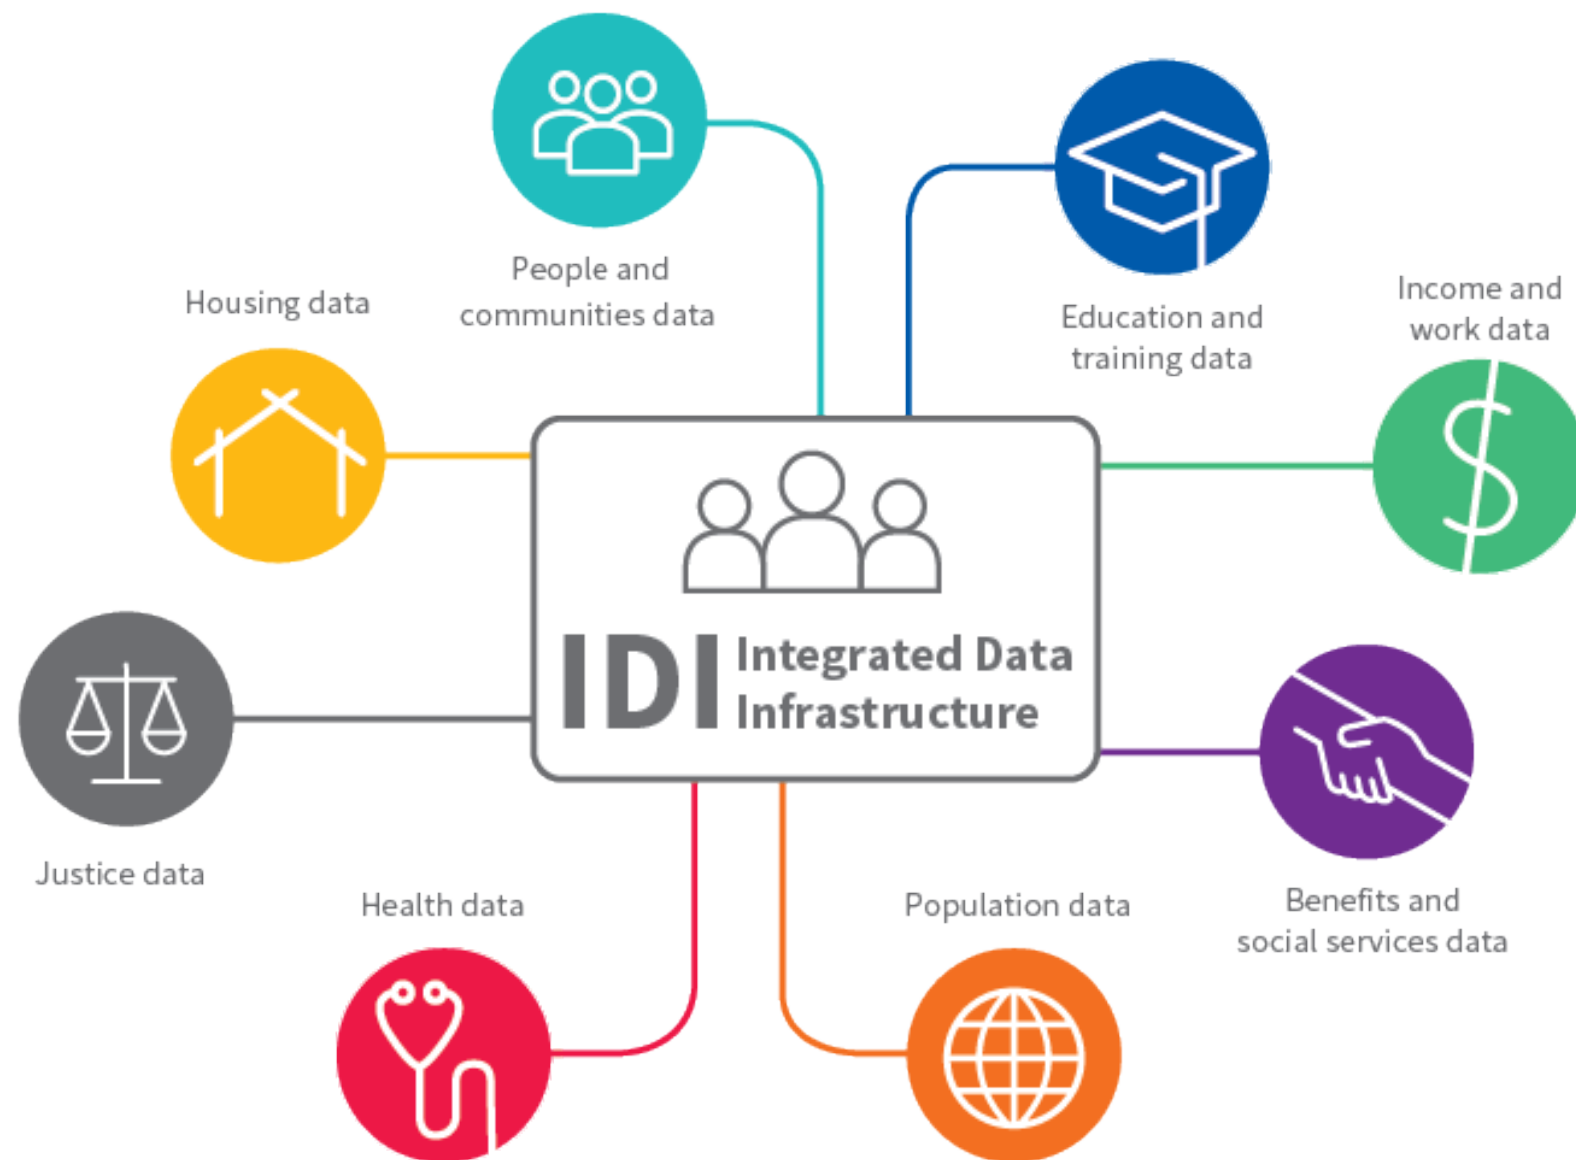 People and
communities data
Education and
training data
Housing data
Income and
work data
IDI
Integrated Data
Infrastructure
Justice data
Health data
Population data
Benefits and
social services data